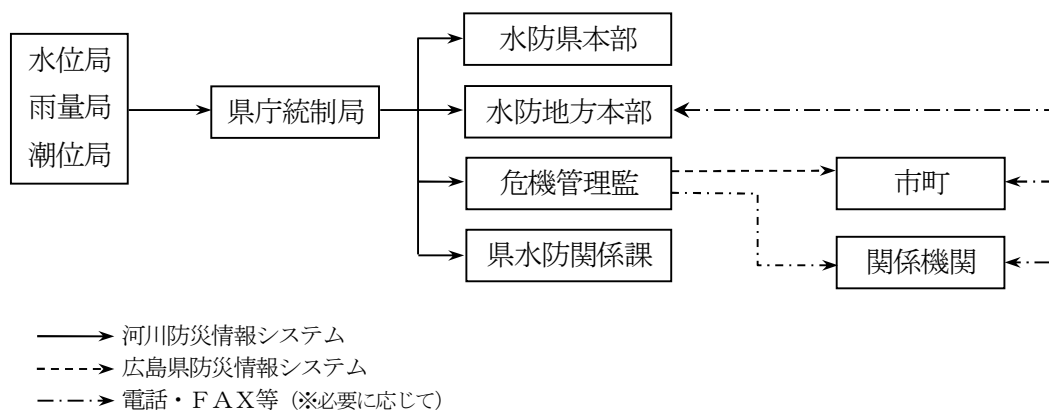 水位局
雨量局
潮位局
県庁統制局
水防県本部
水防地方本部
危機管理監
県水防関係課
市町
関係機関
河川防災情報システム
広島県防災情報システム
電話・ＦＡＸ等（※必要に応じて）